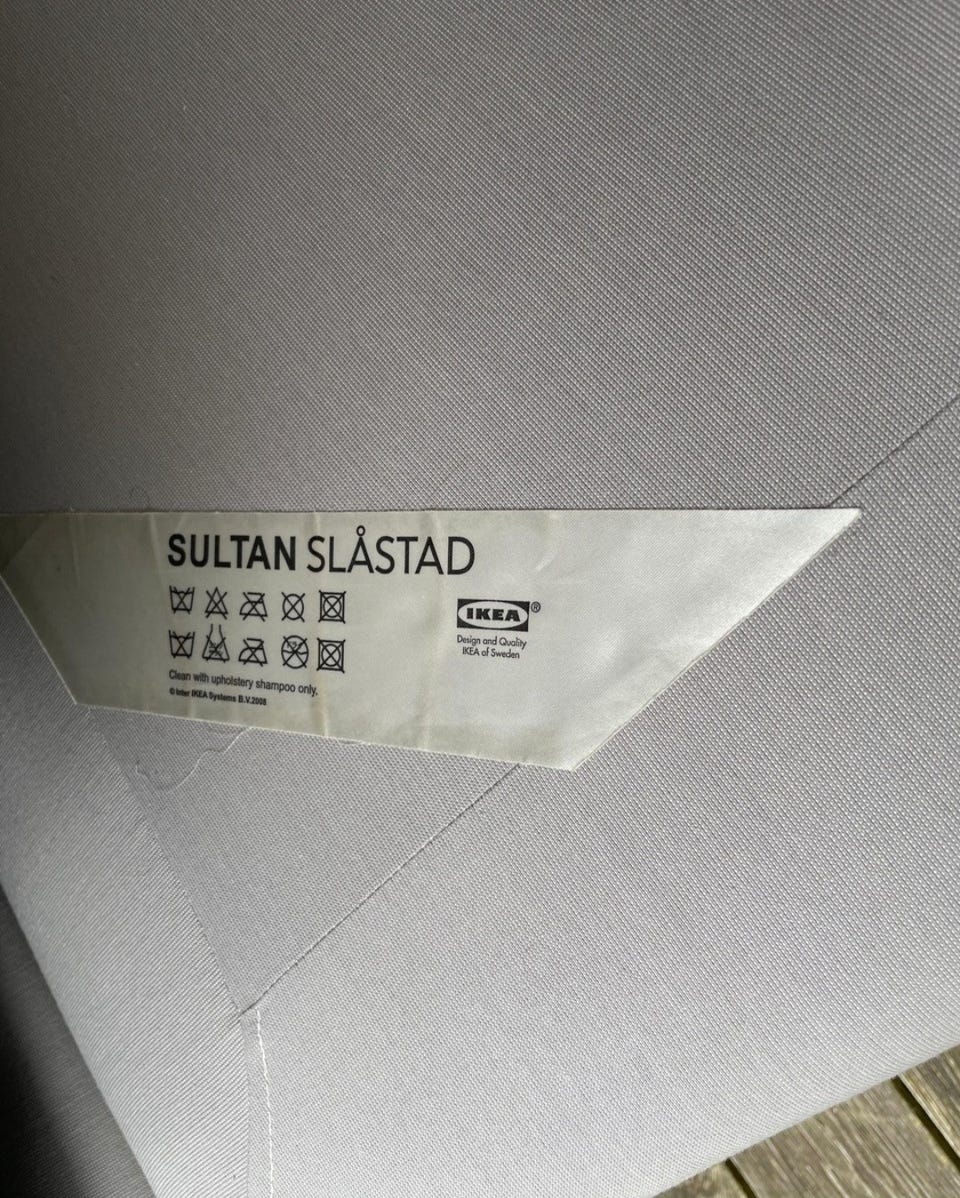 SULTAN SLÅSTAD
IKEA®
Design and Quality
IKEA of Sweden
Clean with upholstery shampoo only.
© Inter IKEA Systems B.V.2008